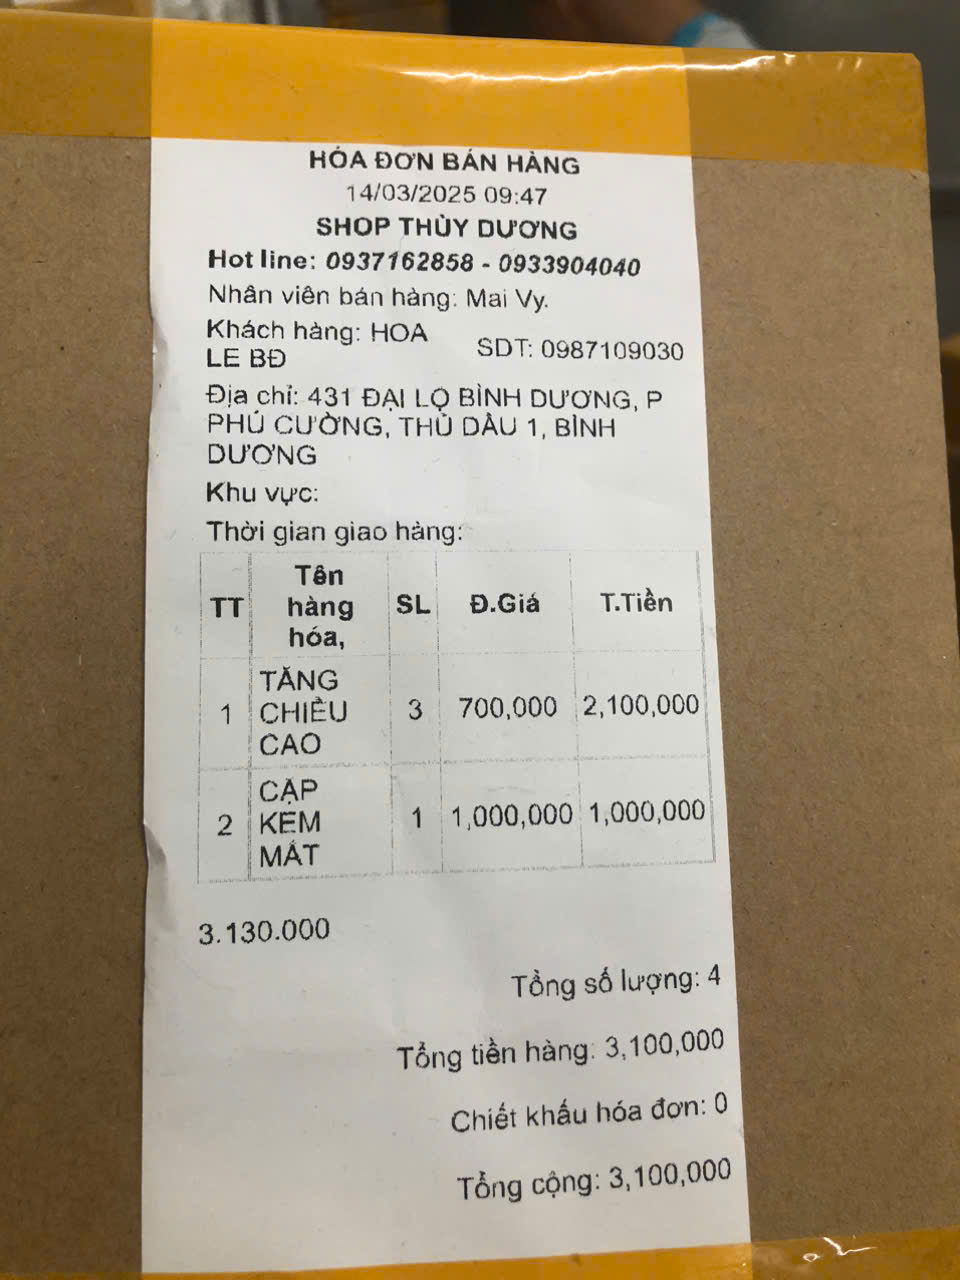 HÓA ĐƠN BÁN HÀNG
14/03/2025 09:47
SHOP THÙY DƯƠNG
Hot line: 0937162858 - 0933904040
Nhân viên bán hàng: Mai Vy.
Khách hàng: HOA LE BĐ SDT: 0987109030
Địa chỉ: 431 ĐẠI LỌ BÌNH DƯƠNG, P
PHÚ CƯỜNG, THỦ DẦU 1, BÌNH
DƯƠNG
Khu vực:
Thời gian giao hàng:
TT Tên hàng hóa, SL Đ.Giá T.Tiền
1 TĂNG CHIỀU CAO 3 700,000 2,100,000
2 CẶP KEM MẮT 1 1,000,000 1,000,000
3.130.000
Tổng số lượng: 4
Tổng tiền hàng: 3,100,000
Chiết khấu hóa đơn: 0
Tổng cộng: 3,100,000